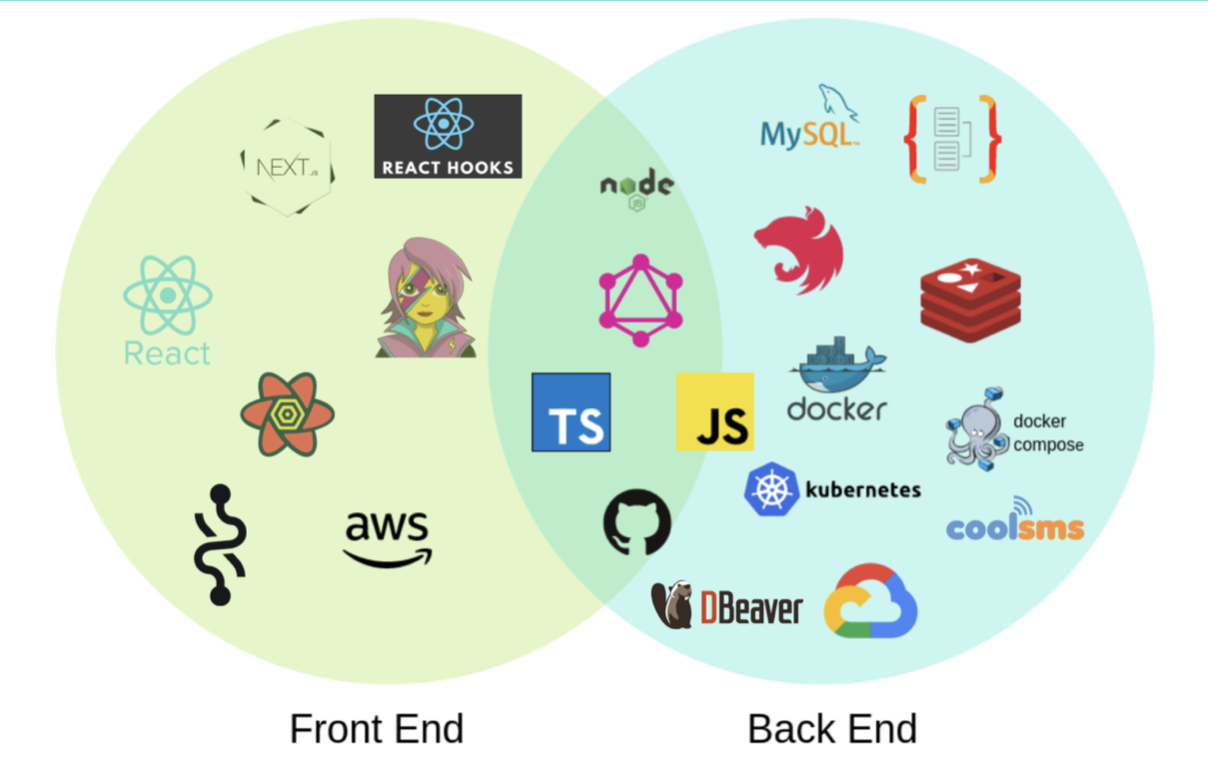 NEXT.JS
REACT HOOKS
node
JS
MySQL
React
TS
JS
docker
docker
compose
kubernetes
coolsms
aws
DBeaver
Front End
Back End